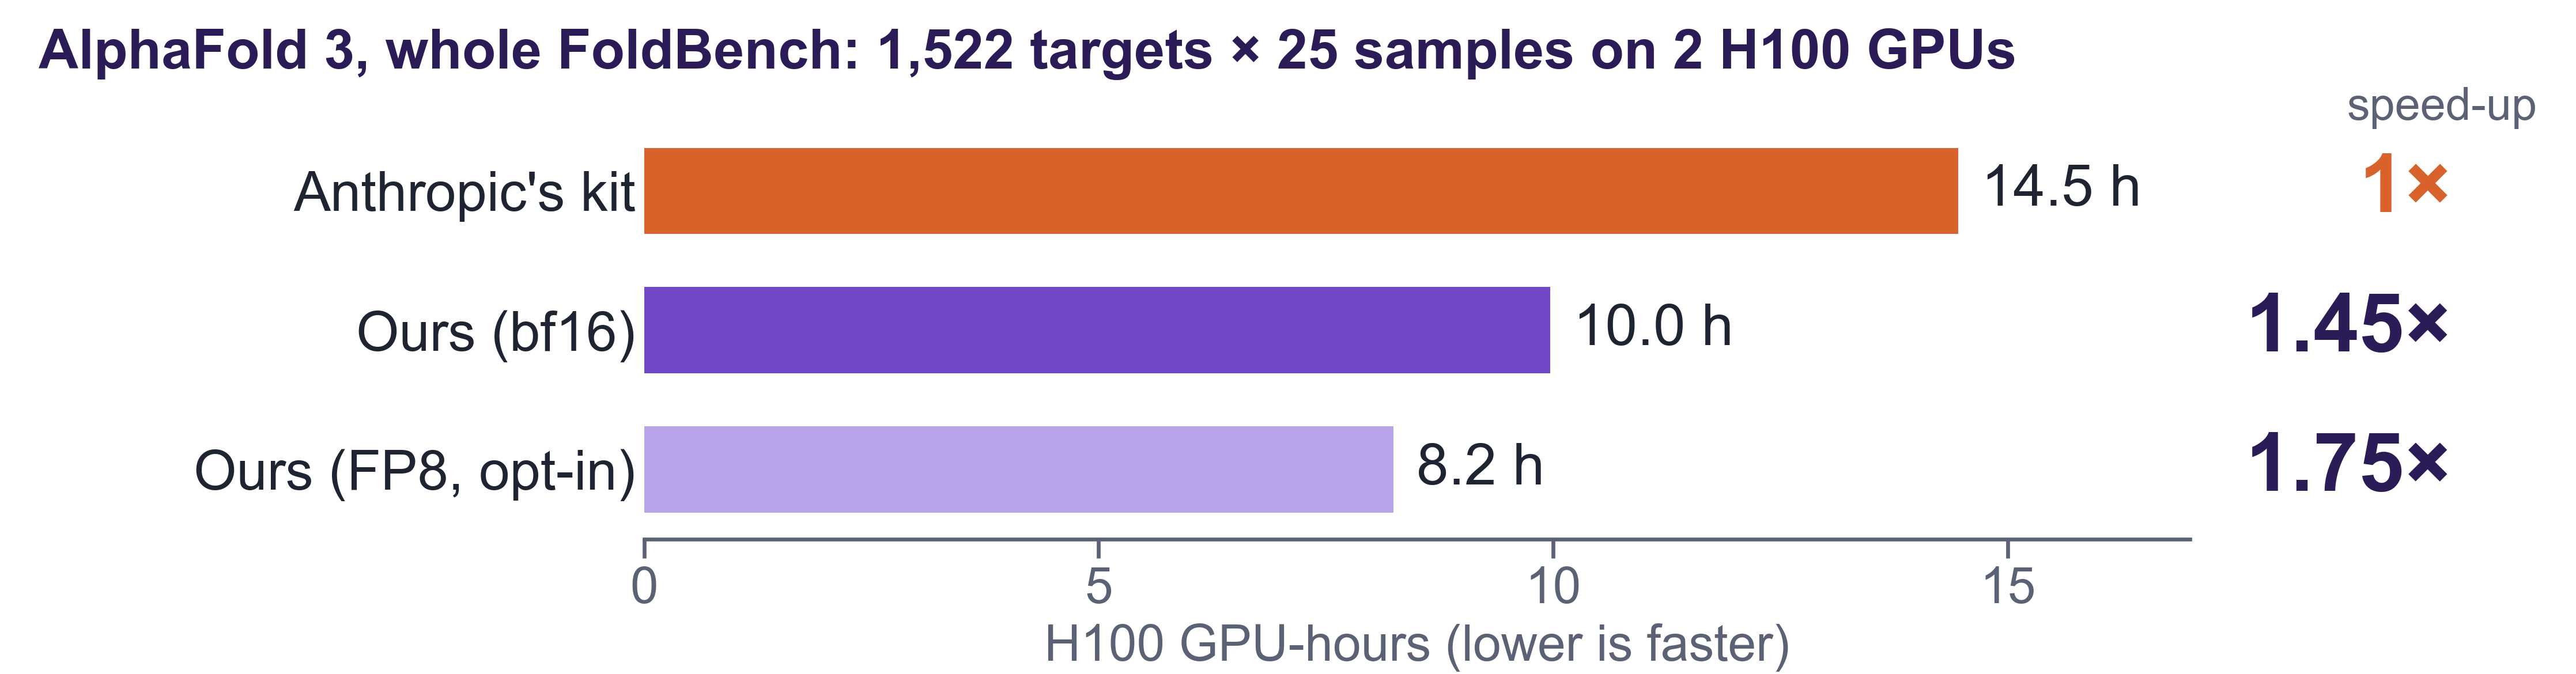 AlphaFold 3, whole FoldBench: 1,522 targets × 25 samples on 2 H100 GPUs
speed-up
Anthropic's kit 14.5 h 1×
Ours (bf16) 10.0 h 1.45×
Ours (FP8, opt-in) 8.2 h 1.75×
0 5 10 15
H100 GPU-hours (lower is faster)